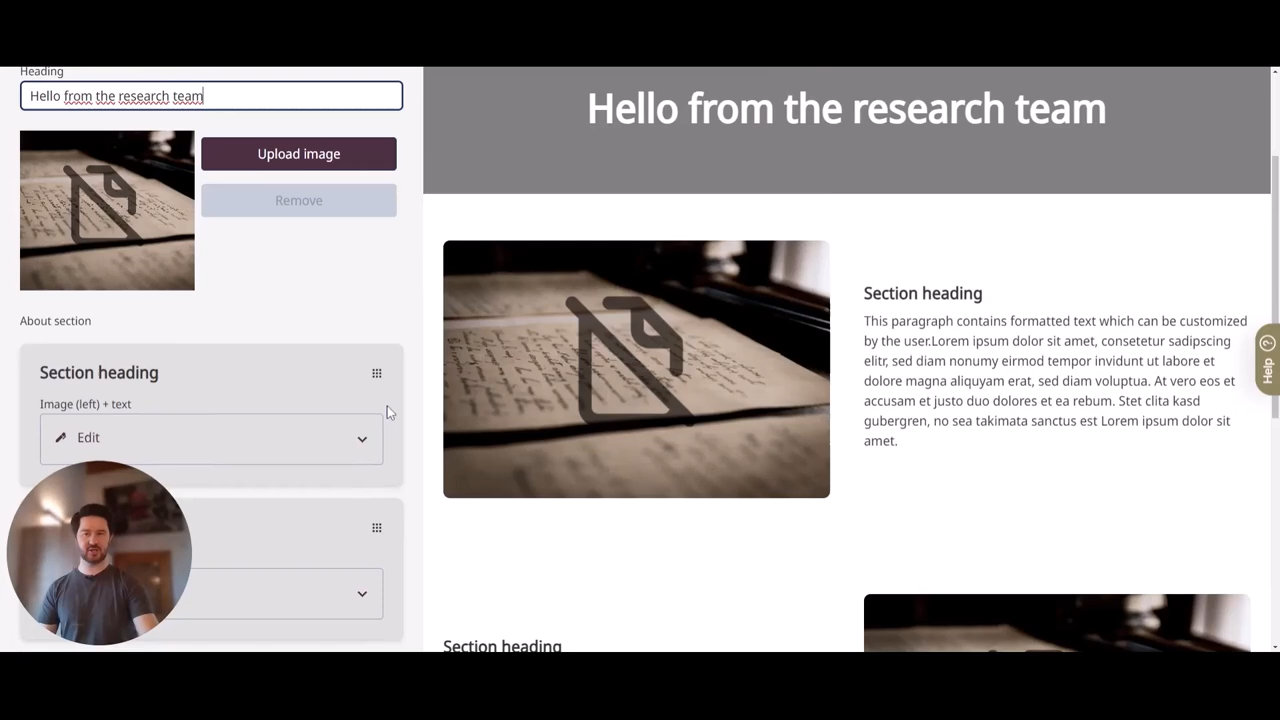 Heading
Hello from the research team
Upload image
Remove
About section
Section heading
Image (left) + text
Edit
Hello from the research team
Section heading
This paragraph contains formatted text which can be customized
by the user.Lorem ipsum dolor sit amet, consetetur sadipscing
elitr, sed diam nonumy eirmod tempor invidunt ut labore et
dolore magna aliquyam erat, sed diam voluptua. At vero eos et
accusam et justo duo dolores et ea rebum. Stet clita kasd
gubergren, no sea takimata sanctus est Lorem ipsum dolor sit
amet.
Section heading
Help